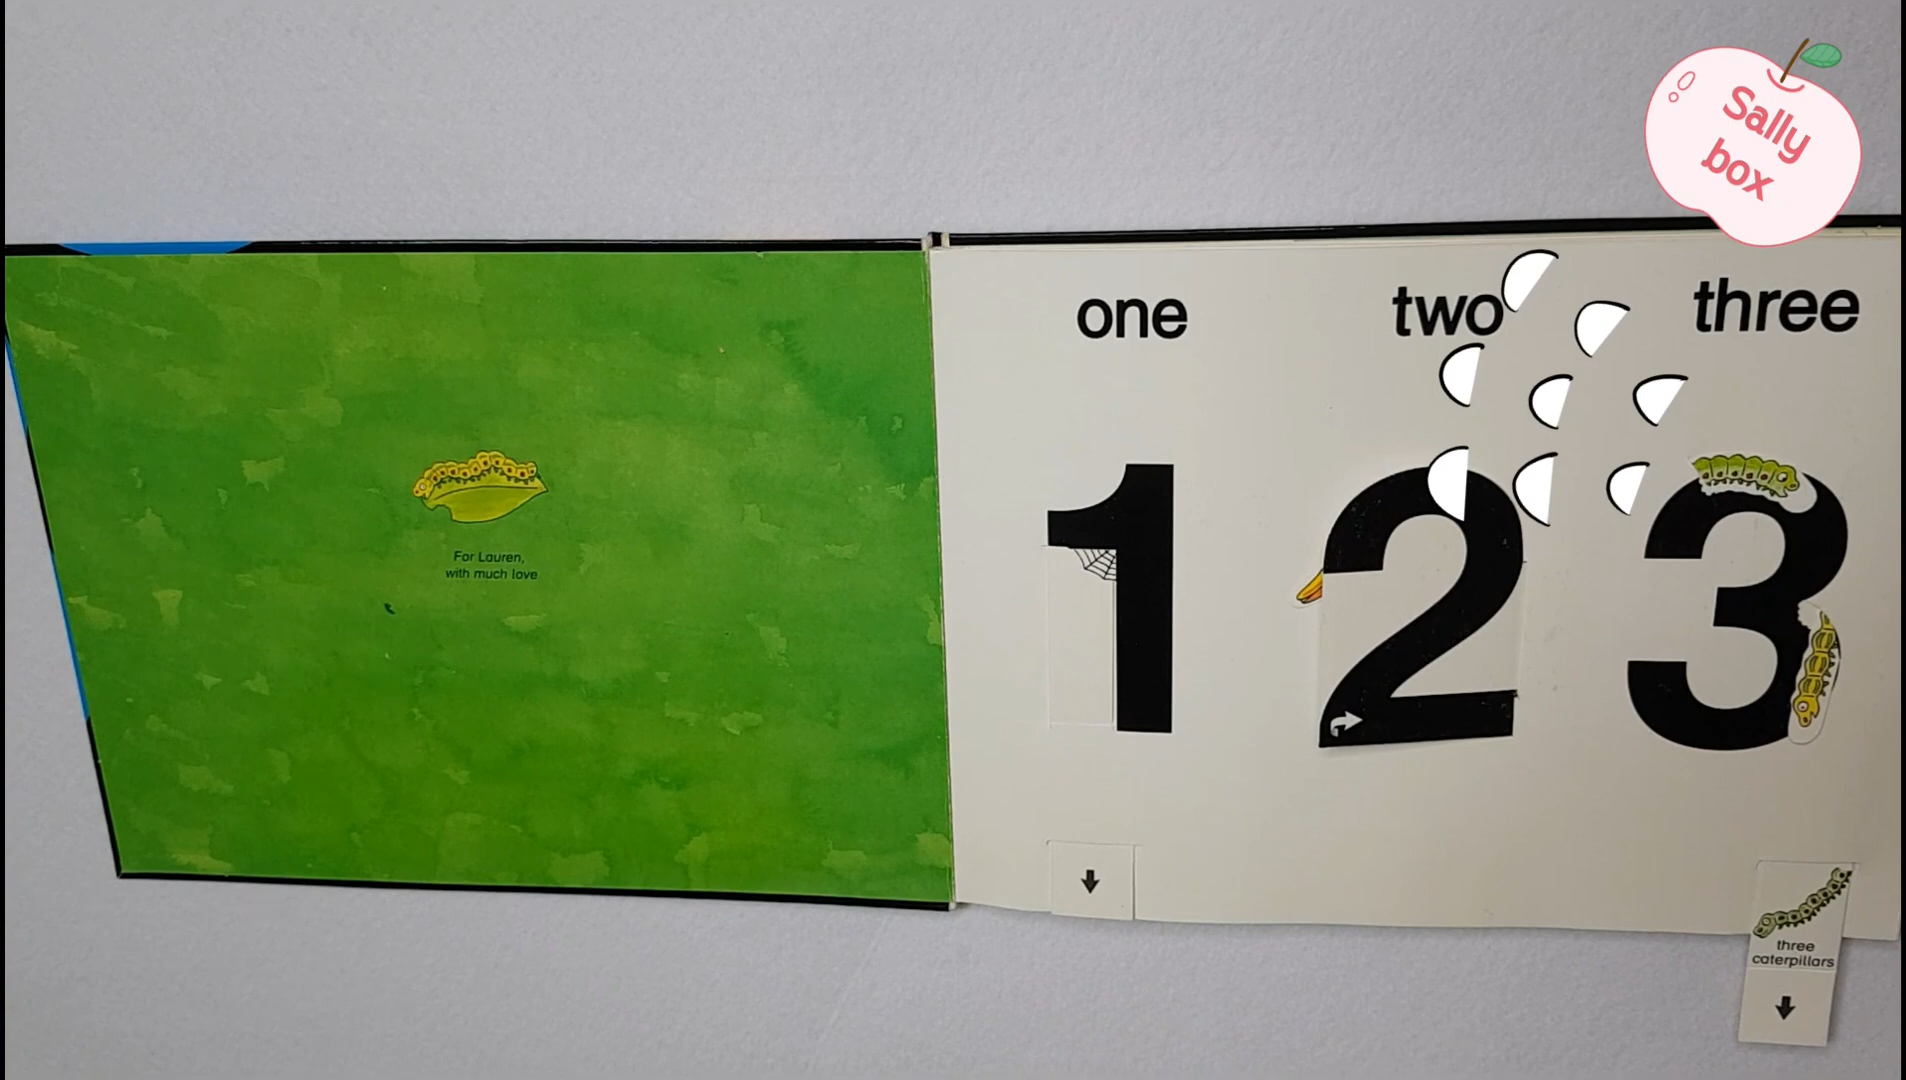 Sally
box
For Lauren,
with much love
one two three
1 2 3
three
caterpillars